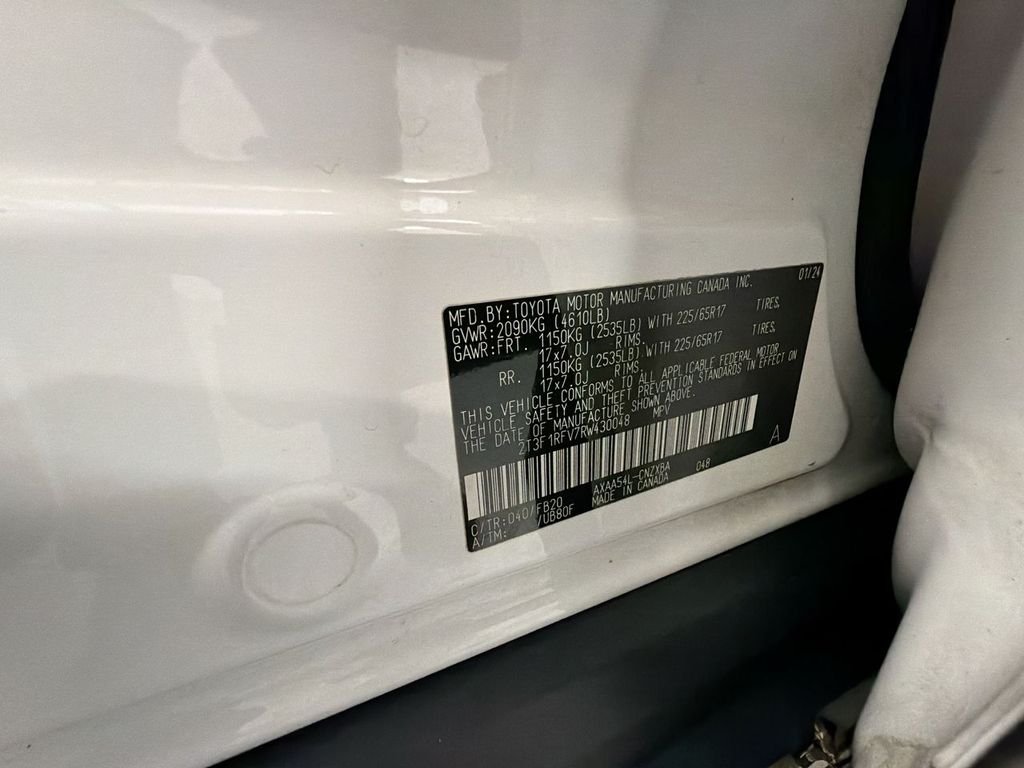 MFD.BY:TOYOTA MOTOR MANUFACTURING CANADA INC. 01/24
GVWR:2090KG (4610LB)
GAWR:FRT. 1150KG (2535LB) WITH 225/65R17 TIRES,
17x7.0J RIMS,
RR. 1150KG (2535LB) WITH 225/65R17 TIRES,
17x7.0J RIMS.
THIS VEHICLE CONFORMS TO ALL APPLICABLE FEDERAL MOTOR
VEHICLE SAFETY AND THEFT PREVENTION STANDARDS IN EFFECT ON
THE DATE OF MANUFACTURE SHOWN ABOVE.
2T3F1RFV7RW430048 MPV
A
C/TR:040/FB20 AXAA54L-CNZXBA 048
A/TM: /UB80F MADE IN CANADA